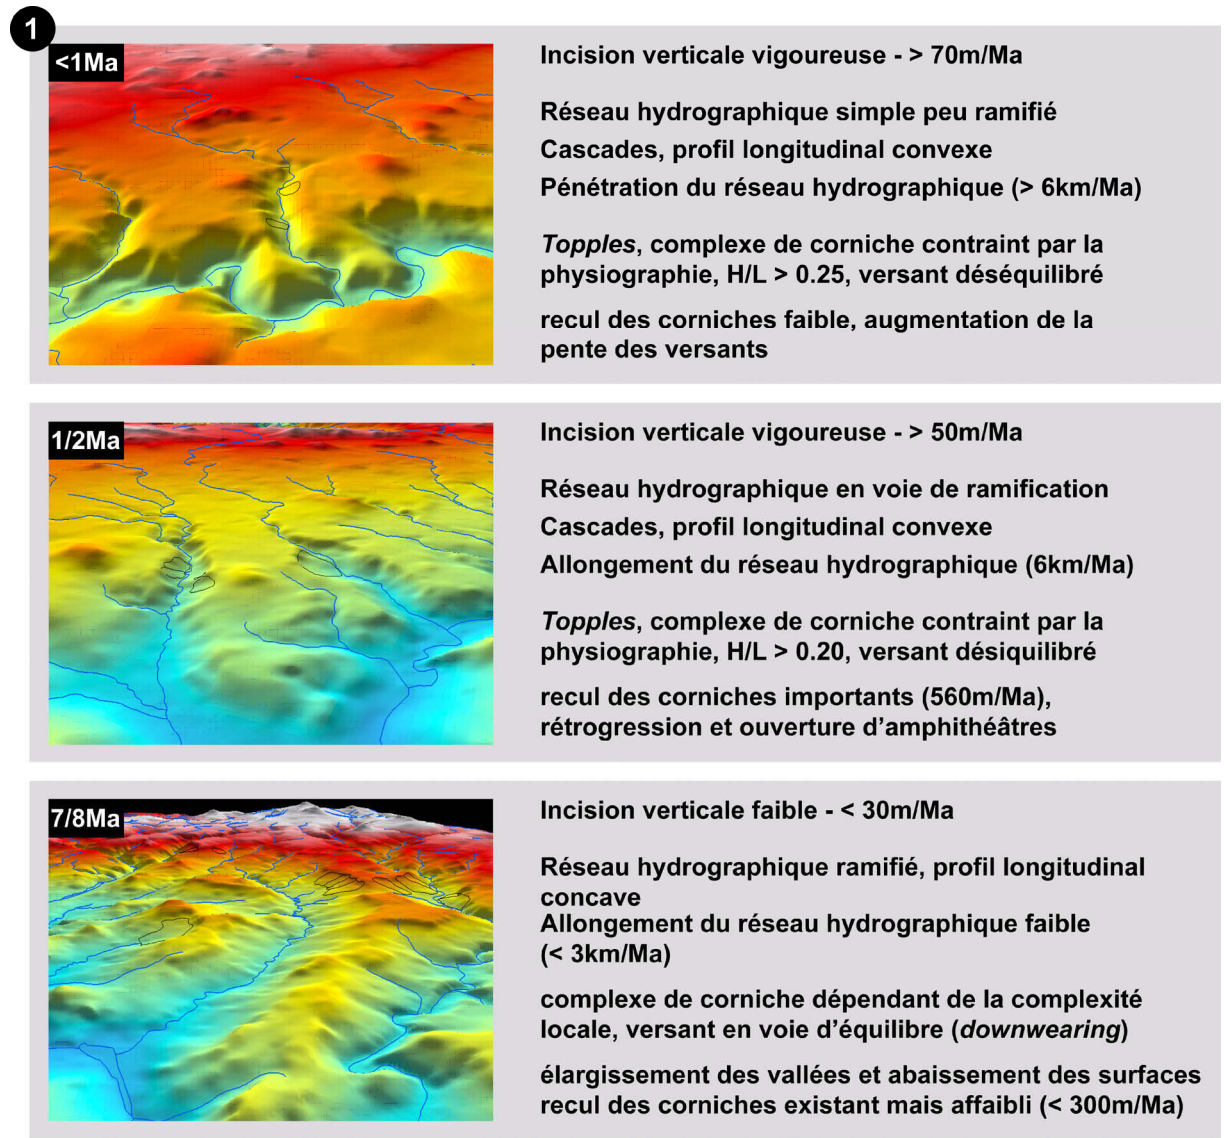 1
<1Ma
Incision verticale vigoureuse - > 70m/Ma
Réseau hydrographique simple peu ramifié
Cascades, profil longitudinal convexe
Pénétration du réseau hydrographique (> 6km/Ma)
Topples, complexe de corniche contraint par la
physiographie, H/L > 0.25, versant déséquilibré
recul des corniches faible, augmentation de la
pente des versants
1/2Ma
Incision verticale vigoureuse - > 50m/Ma
Réseau hydrographique en voie de ramification
Cascades, profil longitudinal convexe
Allongement du réseau hydrographique (6km/Ma)
Topples, complexe de corniche contraint par la
physiographie, H/L > 0.20, versant désiquilibré
recul des corniches importants (560m/Ma),
rétrogression et ouverture d'amphithéâtres
7/8Ma
Incision verticale faible - < 30m/Ma
Réseau hydrographique ramifié, profil longitudinal
concave
Allongement du réseau hydrographique faible
(< 3km/Ma)
complexe de corniche dépendant de la complexité
locale, versant en voie d'équilibre (downwearing)
élargissement des vallées et abaissement des surfaces
recul des corniches existant mais affaibli (< 300m/Ma)